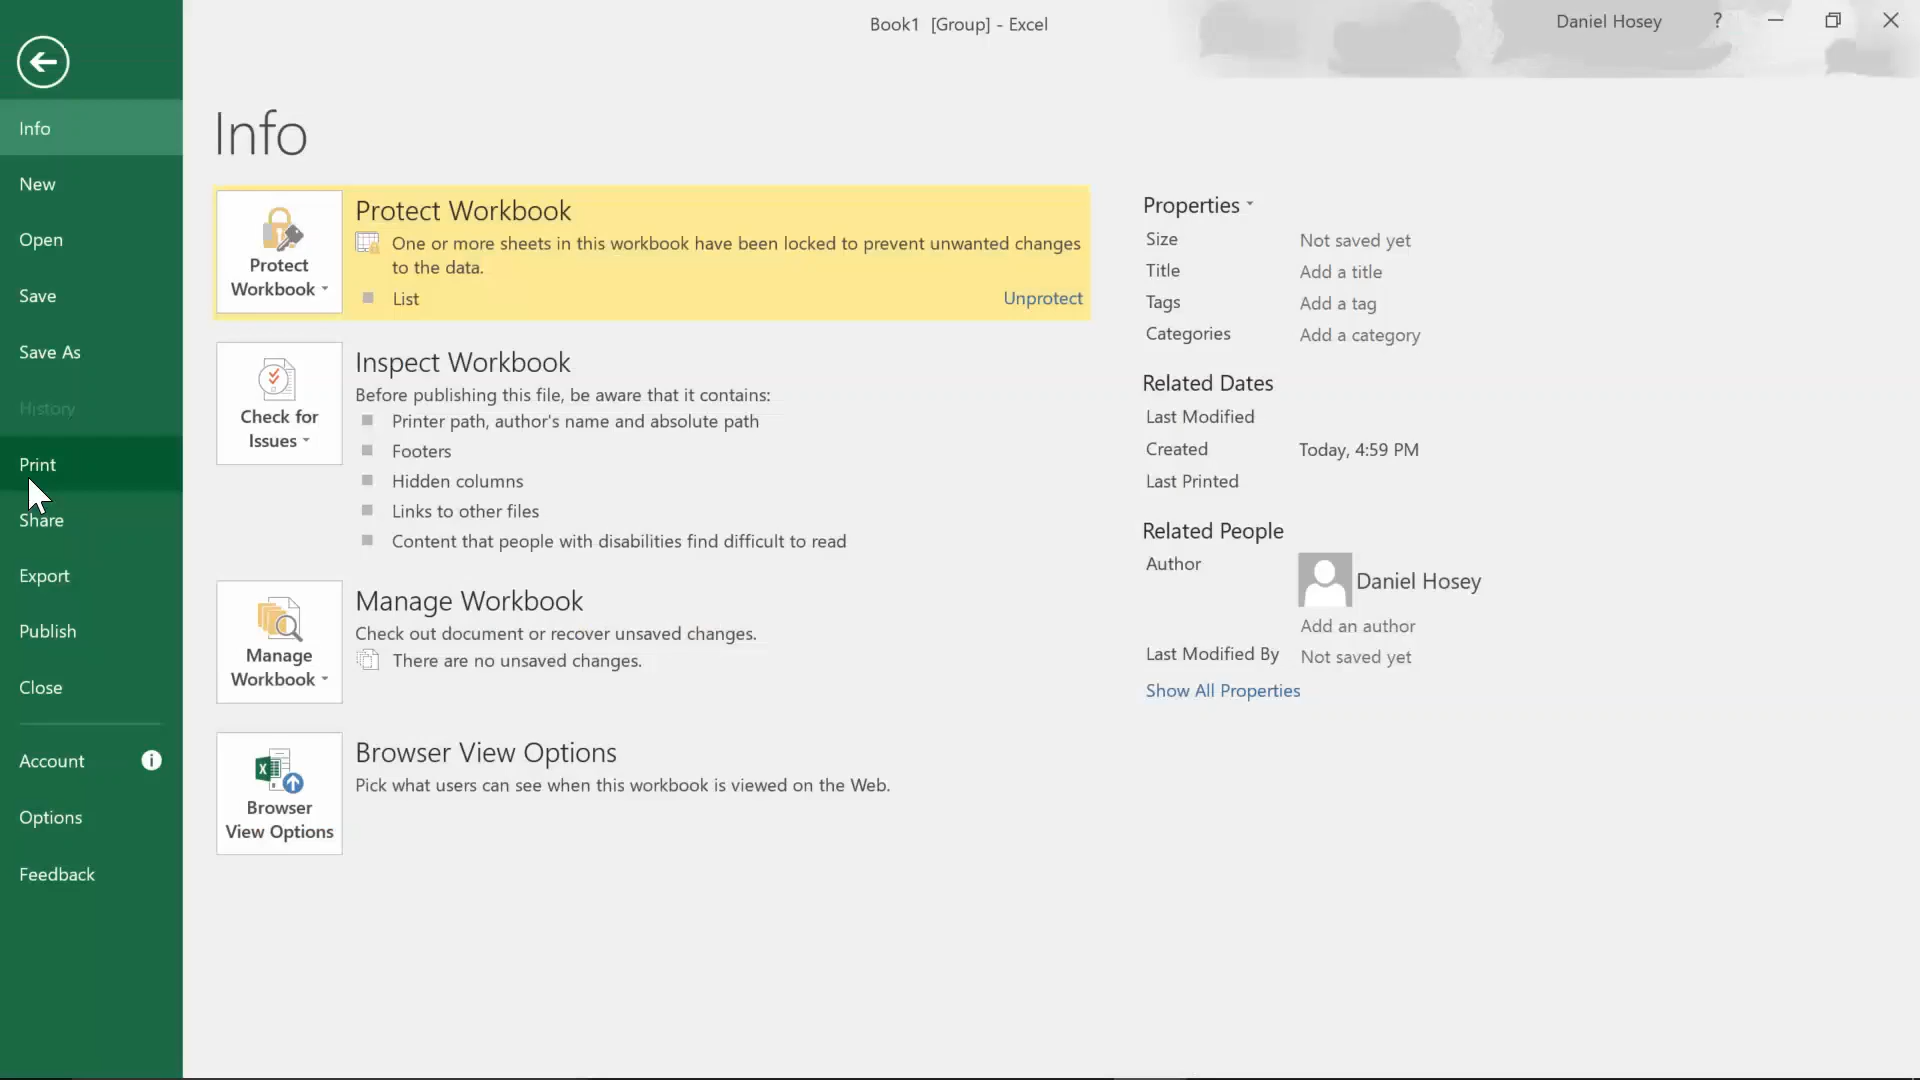 Book1 [Group] - Excel
Daniel Hosey
?
Info
New
Open
Save
Save As
History
Print
Share
Export
Publish
Close
Account
Options
Feedback
Info
Protect
Workbook
Protect Workbook
One or more sheets in this workbook have been locked to prevent unwanted changes
to the data.
List
Unprotect
Check for
Issues
Inspect Workbook
Before publishing this file, be aware that it contains:
Printer path, author's name and absolute path
Footers
Hidden columns
Links to other files
Content that people with disabilities find difficult to read
Manage
Workbook
Manage Workbook
Check out document or recover unsaved changes.
There are no unsaved changes.
Browser
View Options
Browser View Options
Pick what users can see when this workbook is viewed on the Web.
Properties
Size Not saved yet
Title Add a title
Tags Add a tag
Categories Add a category
Related Dates
Last Modified
Created Today, 4:59 PM
Last Printed
Related People
Author Daniel Hosey
Add an author
Last Modified By Not saved yet
Show All Properties